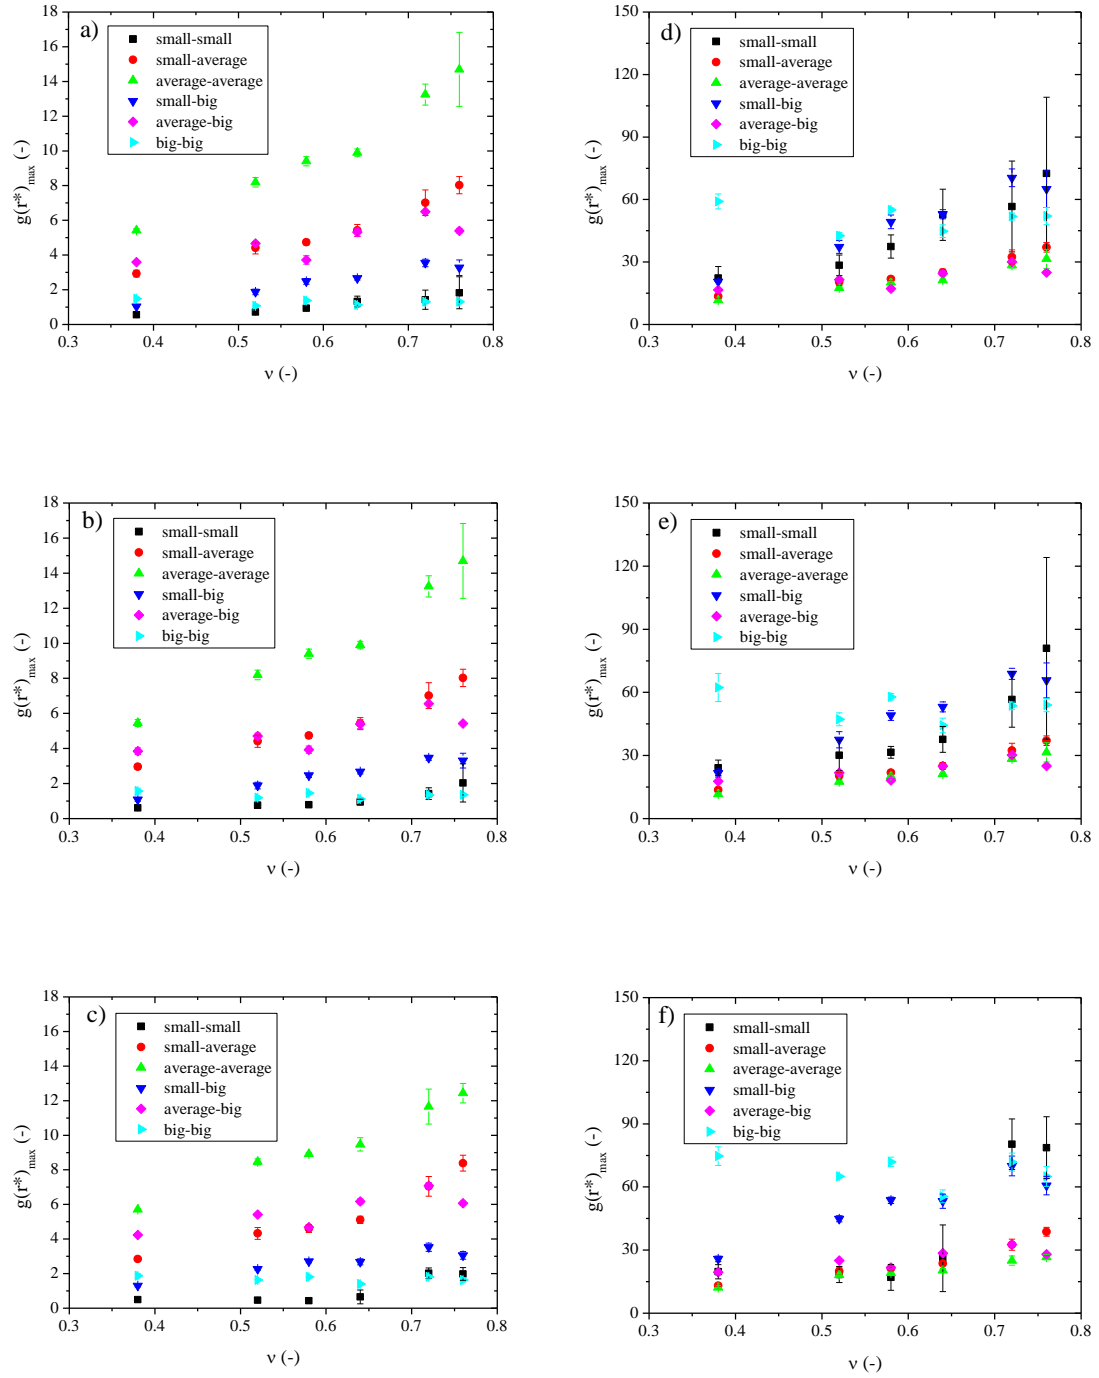 a)
small-small
small-average
average-average
small-big
average-big
big-big
g(r*)max (-)
18
16
14
12
10
8
6
4
2
0
0.3
0.4
0.5
0.6
0.7
0.8
ν (-)
d)
small-small
small-average
average-average
small-big
average-big
big-big
g(r*)max (-)
150
120
90
60
30
0
0.3
0.4
0.5
0.6
0.7
0.8
ν (-)
b)
small-small
small-average
average-average
small-big
average-big
big-big
g(r*)max (-)
18
16
14
12
10
8
6
4
2
0
0.3
0.4
0.5
0.6
0.7
0.8
ν (-)
e)
small-small
small-average
average-average
small-big
average-big
big-big
g(r*)max (-)
150
120
90
60
30
0
0.3
0.4
0.5
0.6
0.7
0.8
ν (-)
c)
small-small
small-average
average-average
small-big
average-big
big-big
g(r*)max (-)
18
16
14
12
10
8
6
4
2
0
0.3
0.4
0.5
0.6
0.7
0.8
ν (-)
f)
small-small
small-average
average-average
small-big
average-big
big-big
g(r*)max (-)
150
120
90
60
30
0
0.3
0.4
0.5
0.6
0.7
0.8
ν (-)